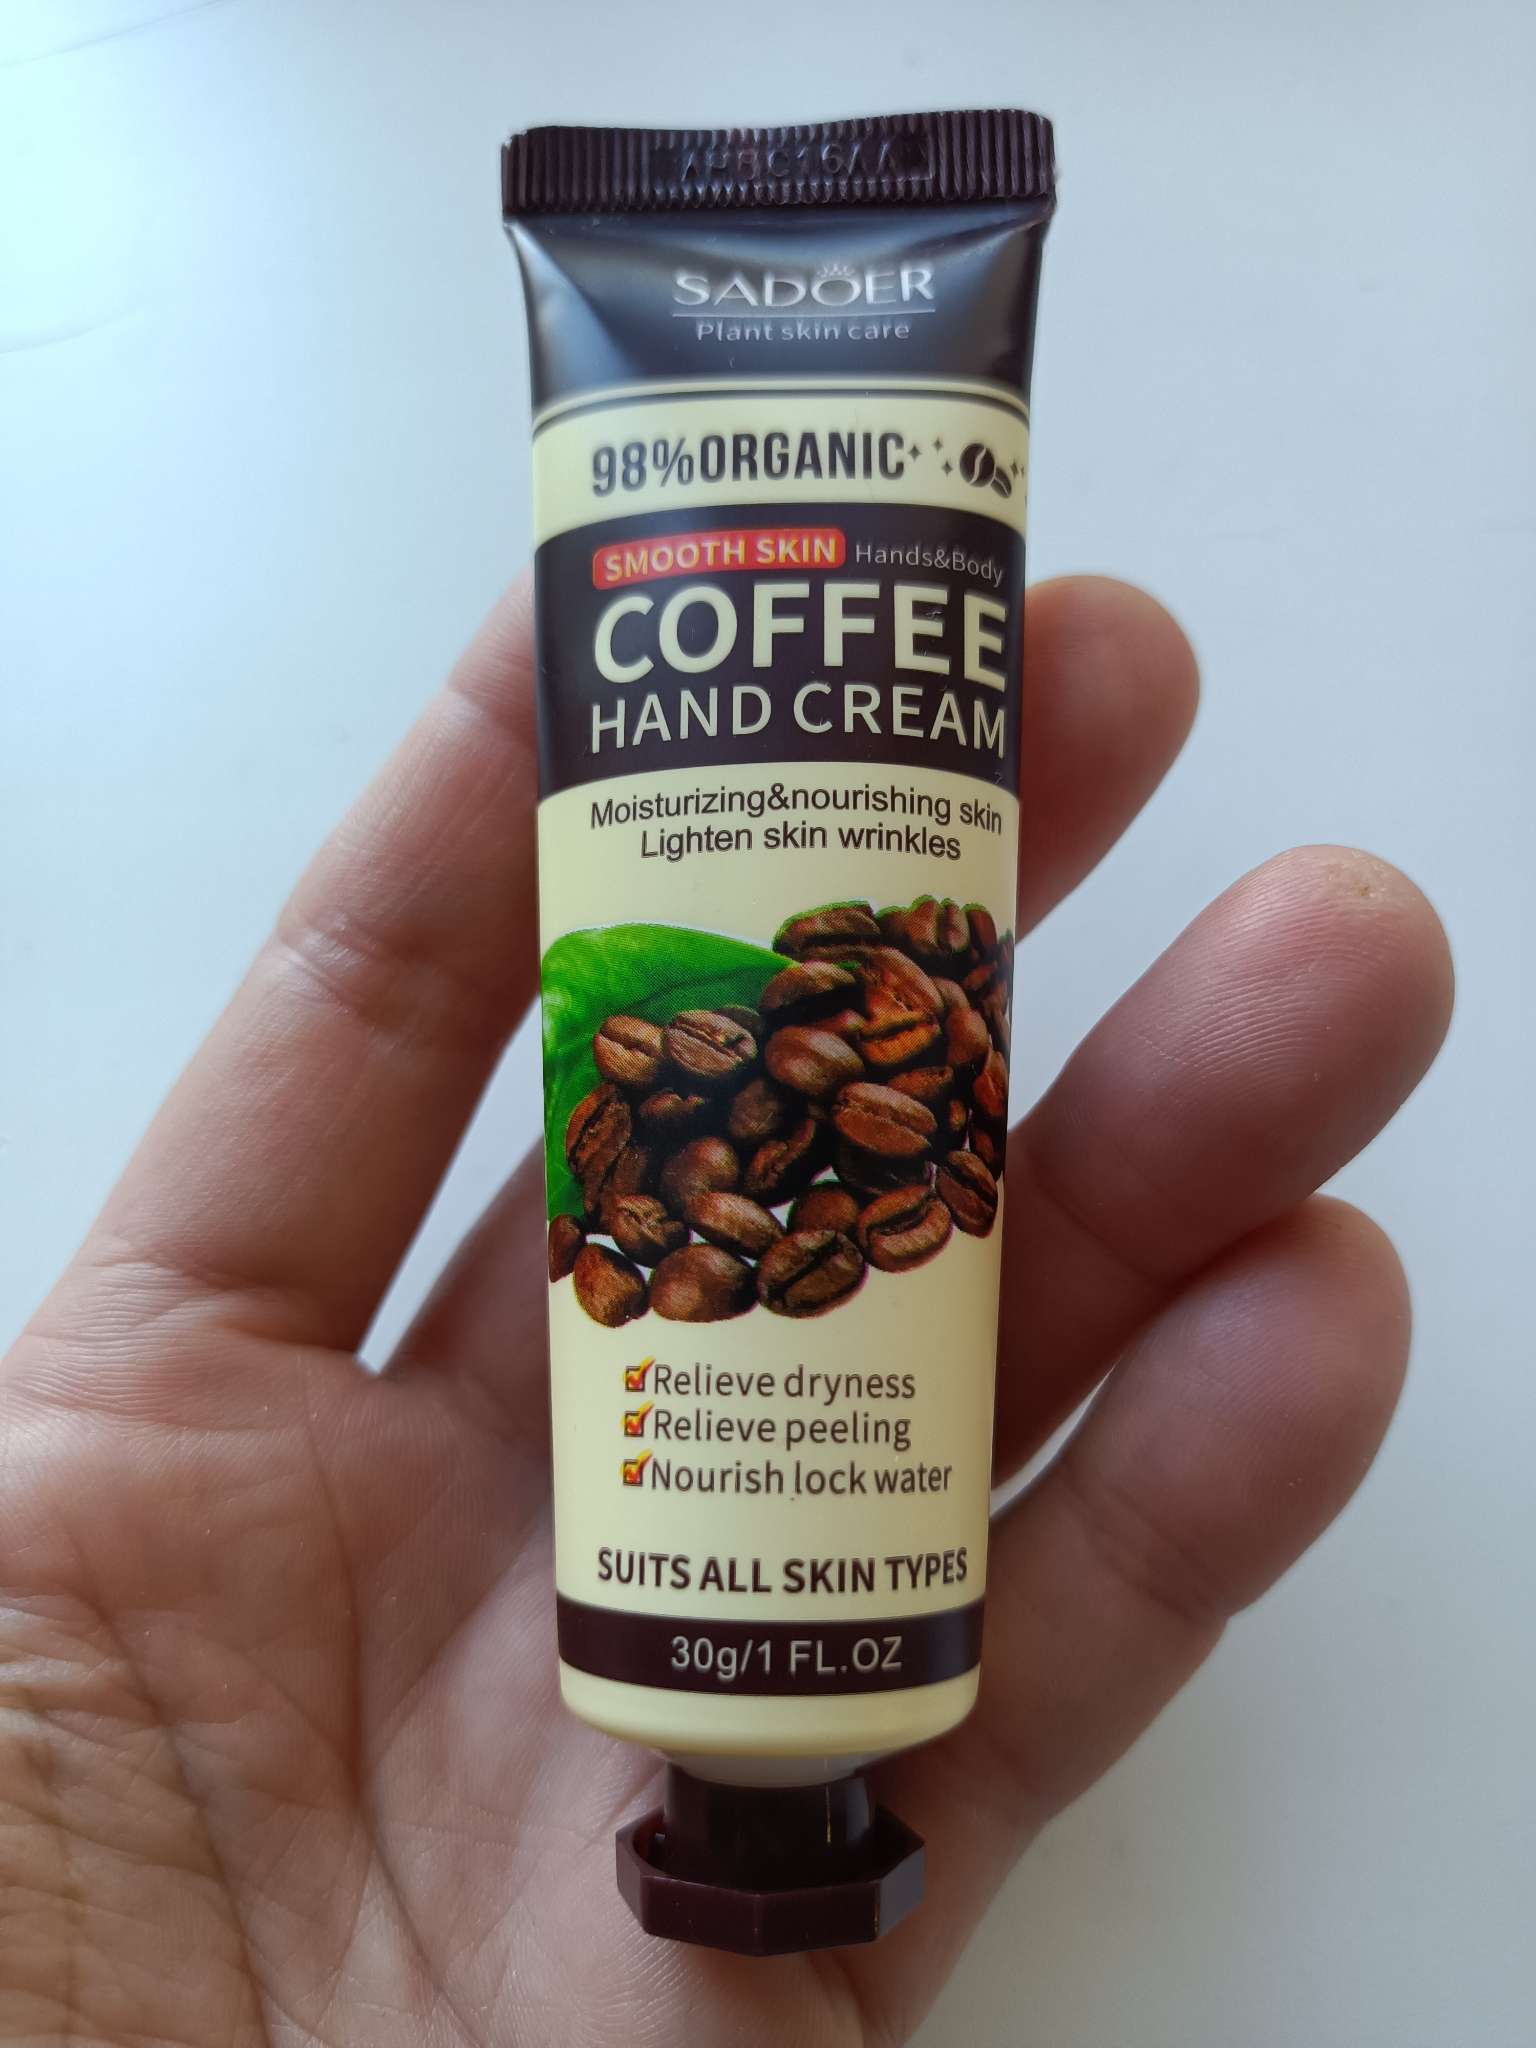 SADOER
Plant skin care
98%ORGANIC
SMOOTH SKIN Hands&Body
COFFEE
HAND CREAM
Moisturizing&nourishing skin
Lighten skin wrinkles
Relieve dryness
Relieve peeling
Nourish lock water
SUITS ALL SKIN TYPES
30g/1 FL.OZ